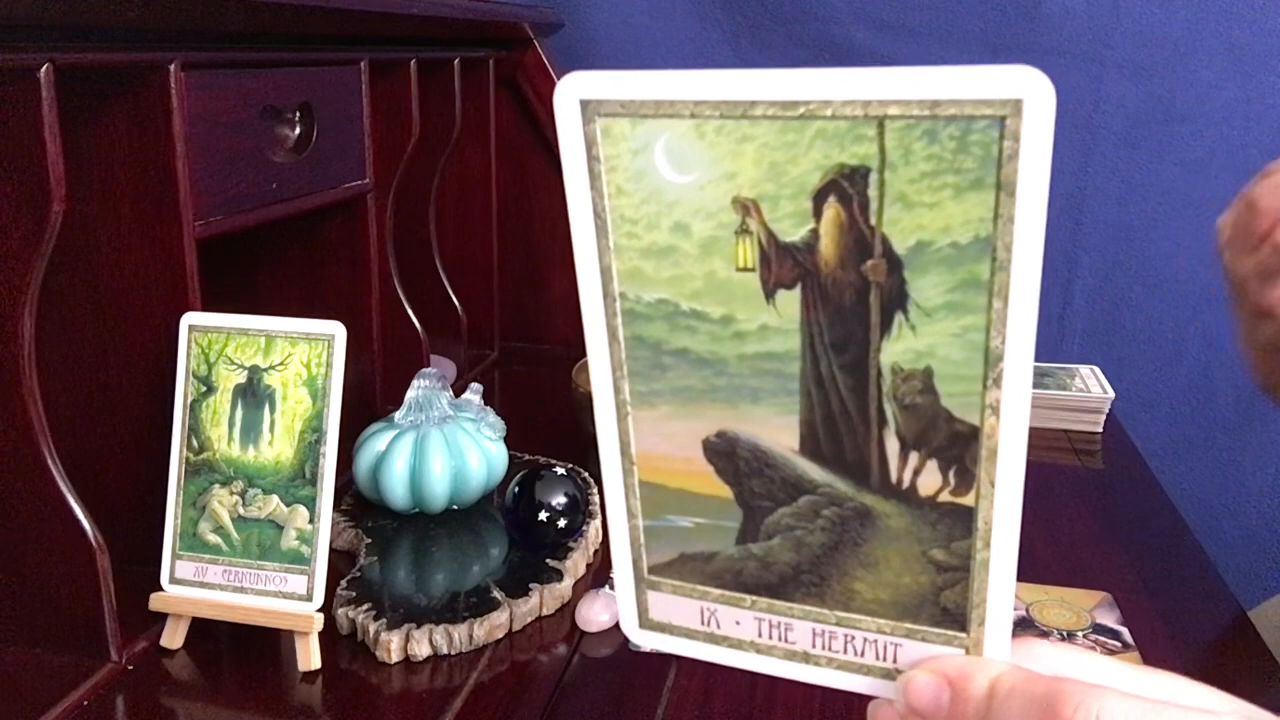 XV • CERNUNNOS
IX • THE HERMIT